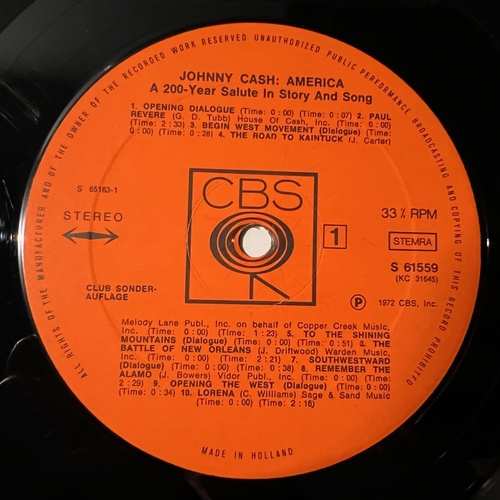 ALL RIGHTS OF THE MANUFACTURER AND OF THE OWNER OF THE RECORDED WORK RESERVED UNAUTHORIZED PUBLIC PERFORMANCE BROADCASTING AND COPYING OF THIS RECORD PROHIBITED
JOHNNY CASH: AMERICA
A 200-Year Salute In Story And Song
1. OPENING DIALOGUE (Time: 0:00) (Time: 0:07) 2. PAUL
REVERE (G. D. Tubb) House Of Cash, Inc. (Time: 0:00)
(Time: 2:33) 3. BEGIN WEST MOVEMENT (Dialogue) (Time: 0:00)
(Time: 0:28) 4. THE ROAD TO KAINTUCK (J. Carter)
S 65163-1
STEREO
CBS
1
33⅓ RPM
STEMRA
S 61559
(KC 31645)
CLUB SONDER-
AUFLAGE
Ⓟ 1972 CBS, Inc.
Melody Lane Publ., Inc. on behalf of Copper Creek Music,
Inc. (Time: 0:00) (Time: 1:23) 5. TO THE SHINING
MOUNTAINS (Dialogue) (Time: 0:00) (Time: 0:51) 6. THE
BATTLE OF NEW ORLEANS (J. Driftwood) Warden Music,
Inc. (Time: 0:00) (Time: 2:21) 7. SOUTHWESTWARD
(Dialogue) (Time: 0:00) (Time: 0:35) 8. REMEMBER THE
ALAMO (J. Bowers) Vidor Publ., Inc. (Time: 0:00) (Time:
2:29) 9. OPENING THE WEST (Dialogue) (Time: 0:00)
(Time: 0:34) 10. LORENA (C. Williams) Sage & Sand Music
(Time: 0:00) (Time: 2:16)
MADE IN HOLLAND